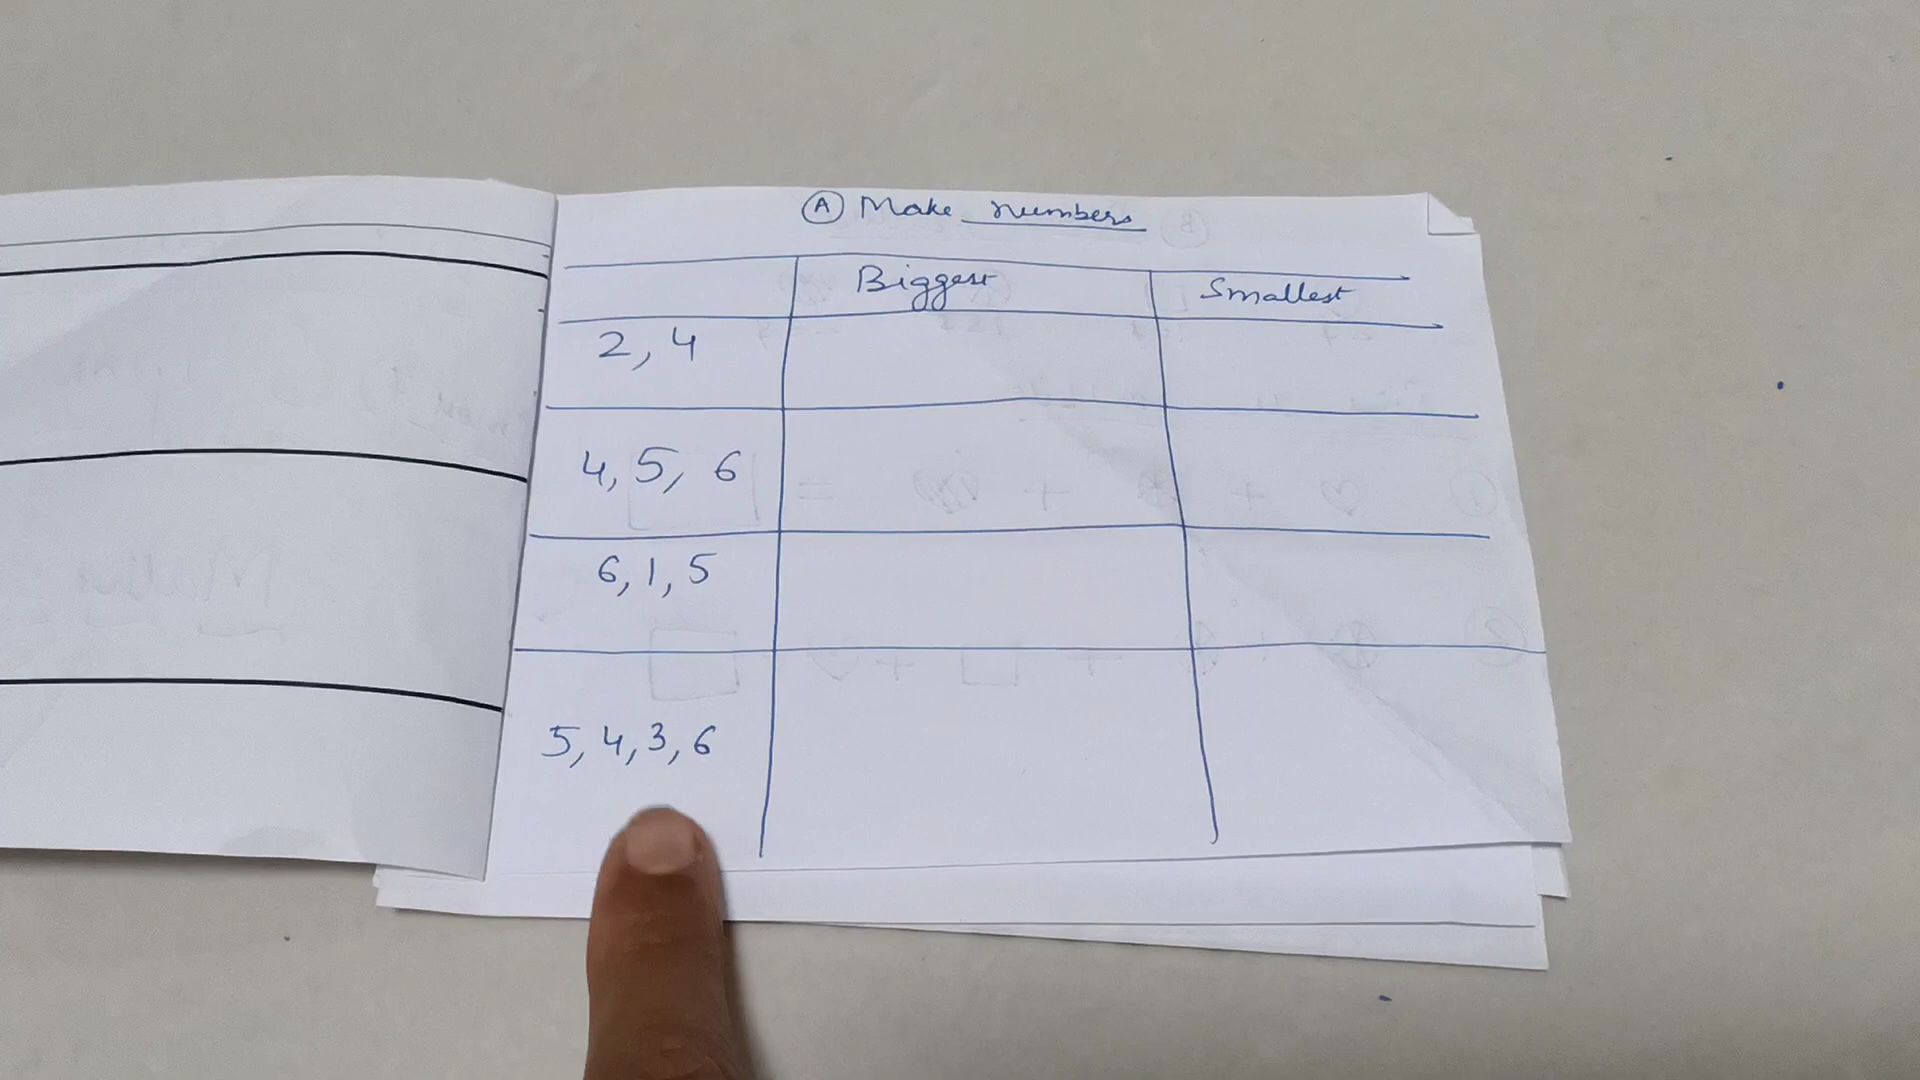 Ⓐ Make numbers
Biggest Smallest
2, 4
4, 5, 6
6, 1, 5
5, 4, 3, 6